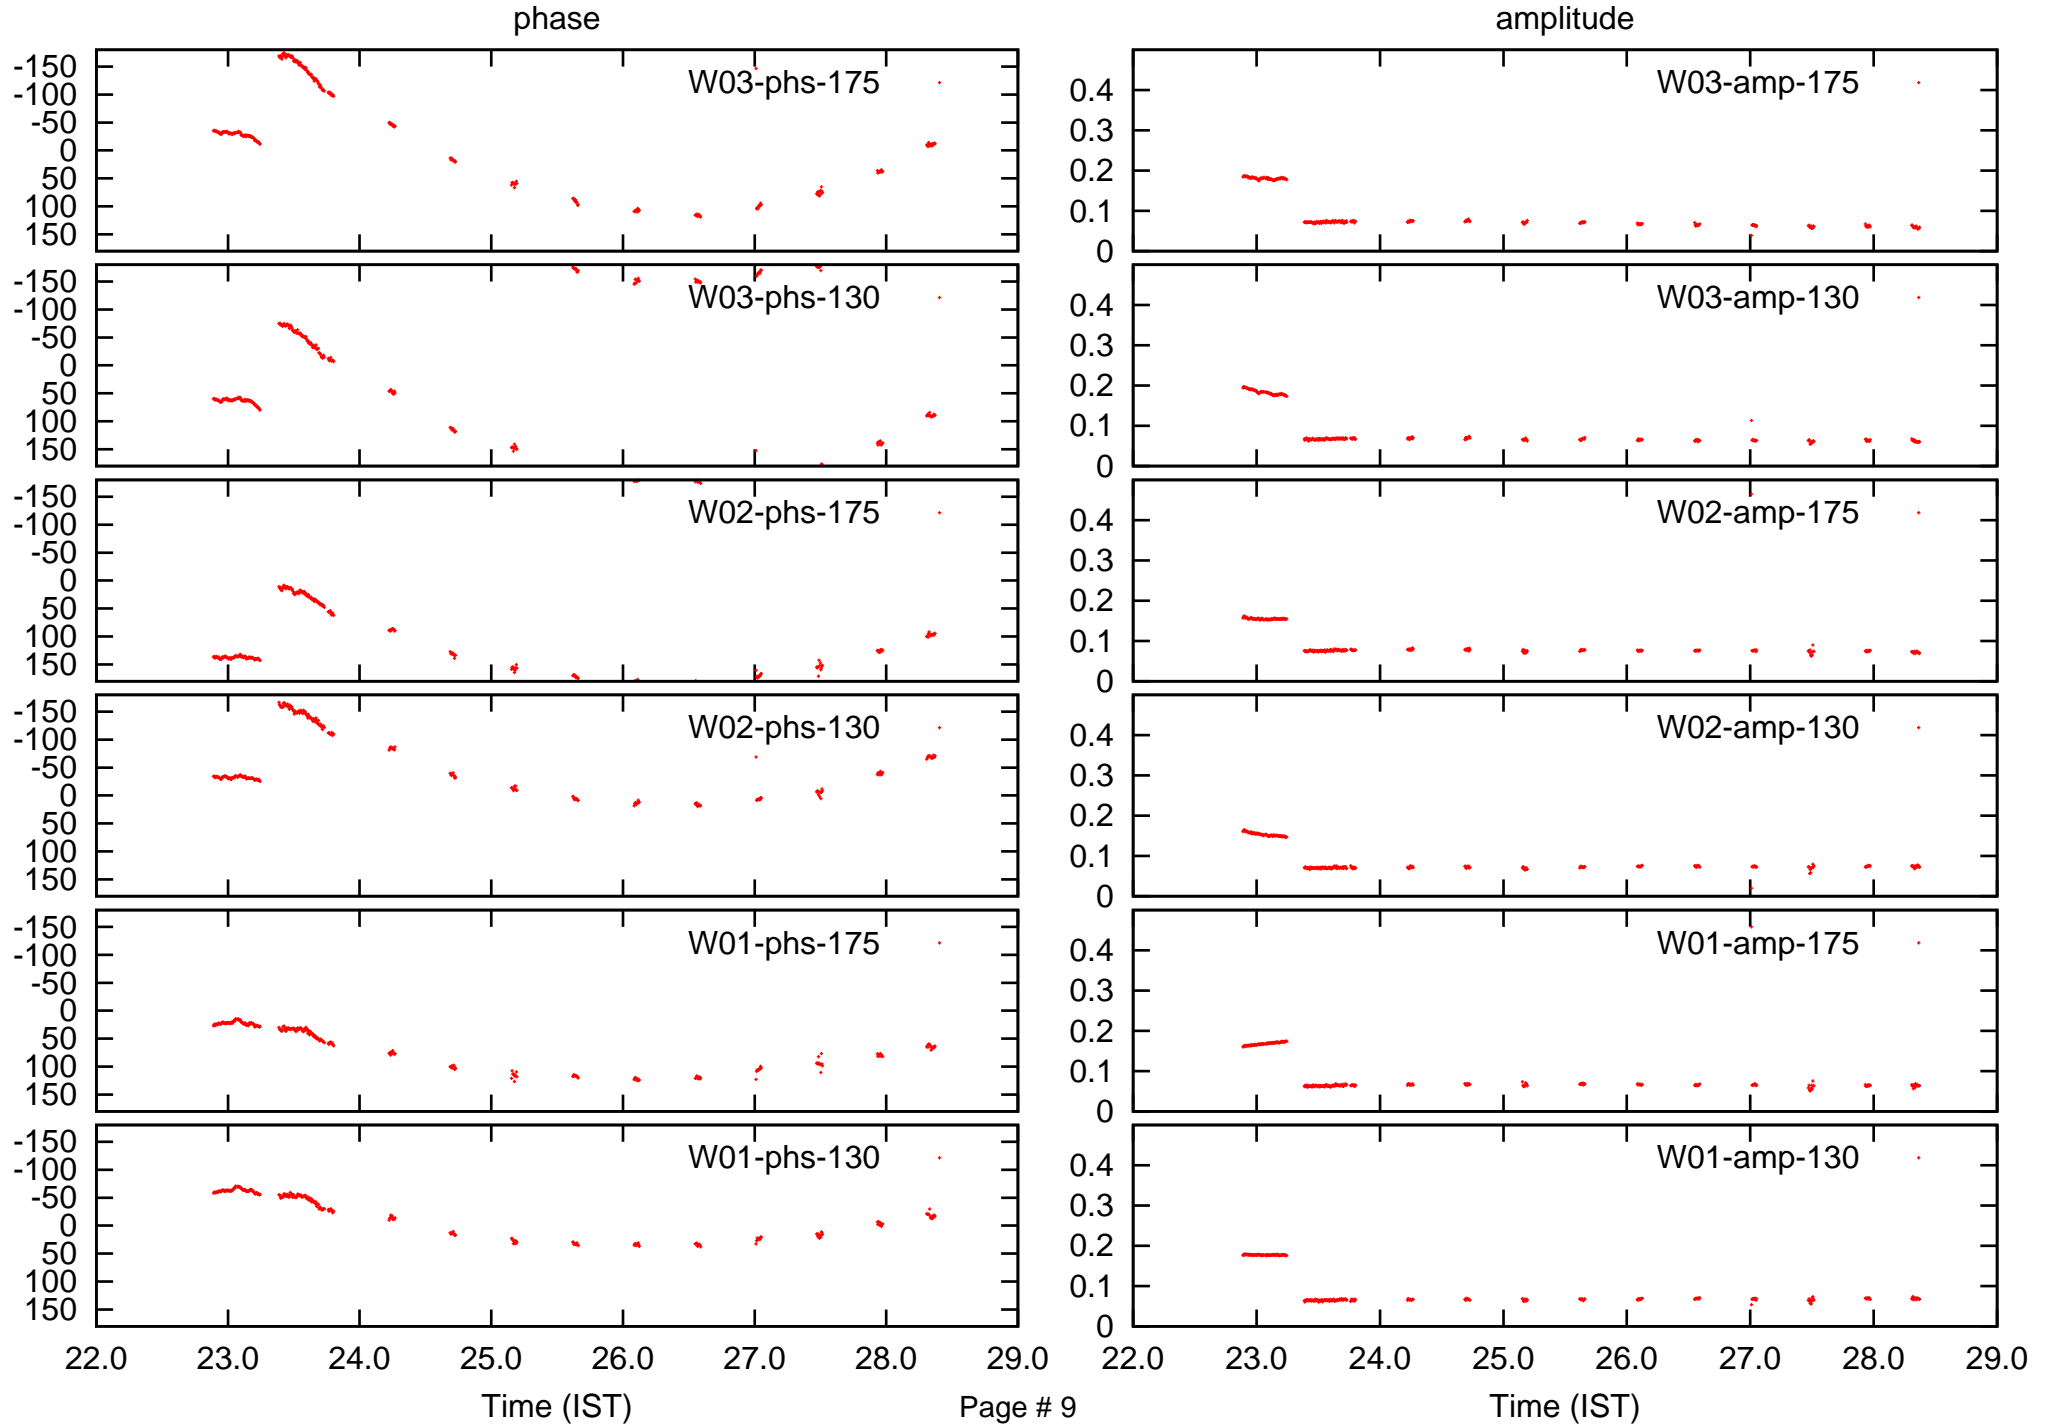 phase amplitude
-150 -100 -50 0 50 100 150 W03-phs-175 0.4 0.3 0.2 0.1 0 W03-amp-175
-150 -100 -50 0 50 100 150 W03-phs-130 0.4 0.3 0.2 0.1 0 W03-amp-130
-150 -100 -50 0 50 100 150 W02-phs-175 0.4 0.3 0.2 0.1 0 W02-amp-175
-150 -100 -50 0 50 100 150 W02-phs-130 0.4 0.3 0.2 0.1 0 W02-amp-130
-150 -100 -50 0 50 100 150 W01-phs-175 0.4 0.3 0.2 0.1 0 W01-amp-175
-150 -100 -50 0 50 100 150 W01-phs-130 0.4 0.3 0.2 0.1 0 W01-amp-130
22.0 23.0 24.0 25.0 26.0 27.0 28.0 29.0 22.0 23.0 24.0 25.0 26.0 27.0 28.0 29.0
Time (IST) Page # 9 Time (IST)